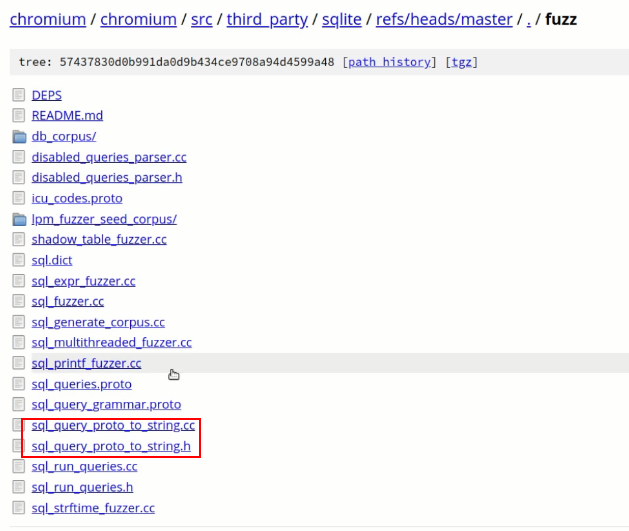 chromium / chromium / src / third_party / sqlite / refs/heads/master / . / fuzz
tree: 57437830d0b991da0d9b434ce9708a94d4599a48 [path history] [tgz]
DEPS
README.md
db_corpus/
disabled_queries_parser.cc
disabled_queries_parser.h
icu_codes.proto
lpm_fuzzer_seed_corpus/
shadow_table_fuzzer.cc
sql.dict
sql_expr_fuzzer.cc
sql_fuzzer.cc
sql_generate_corpus.cc
sql_multithreaded_fuzzer.cc
sql_printf_fuzzer.cc
sql_queries.proto
sql_query_grammar.proto
sql_query_proto_to_string.cc
sql_query_proto_to_string.h
sql_run_queries.cc
sql_run_queries.h
sql_strftime_fuzzer.cc